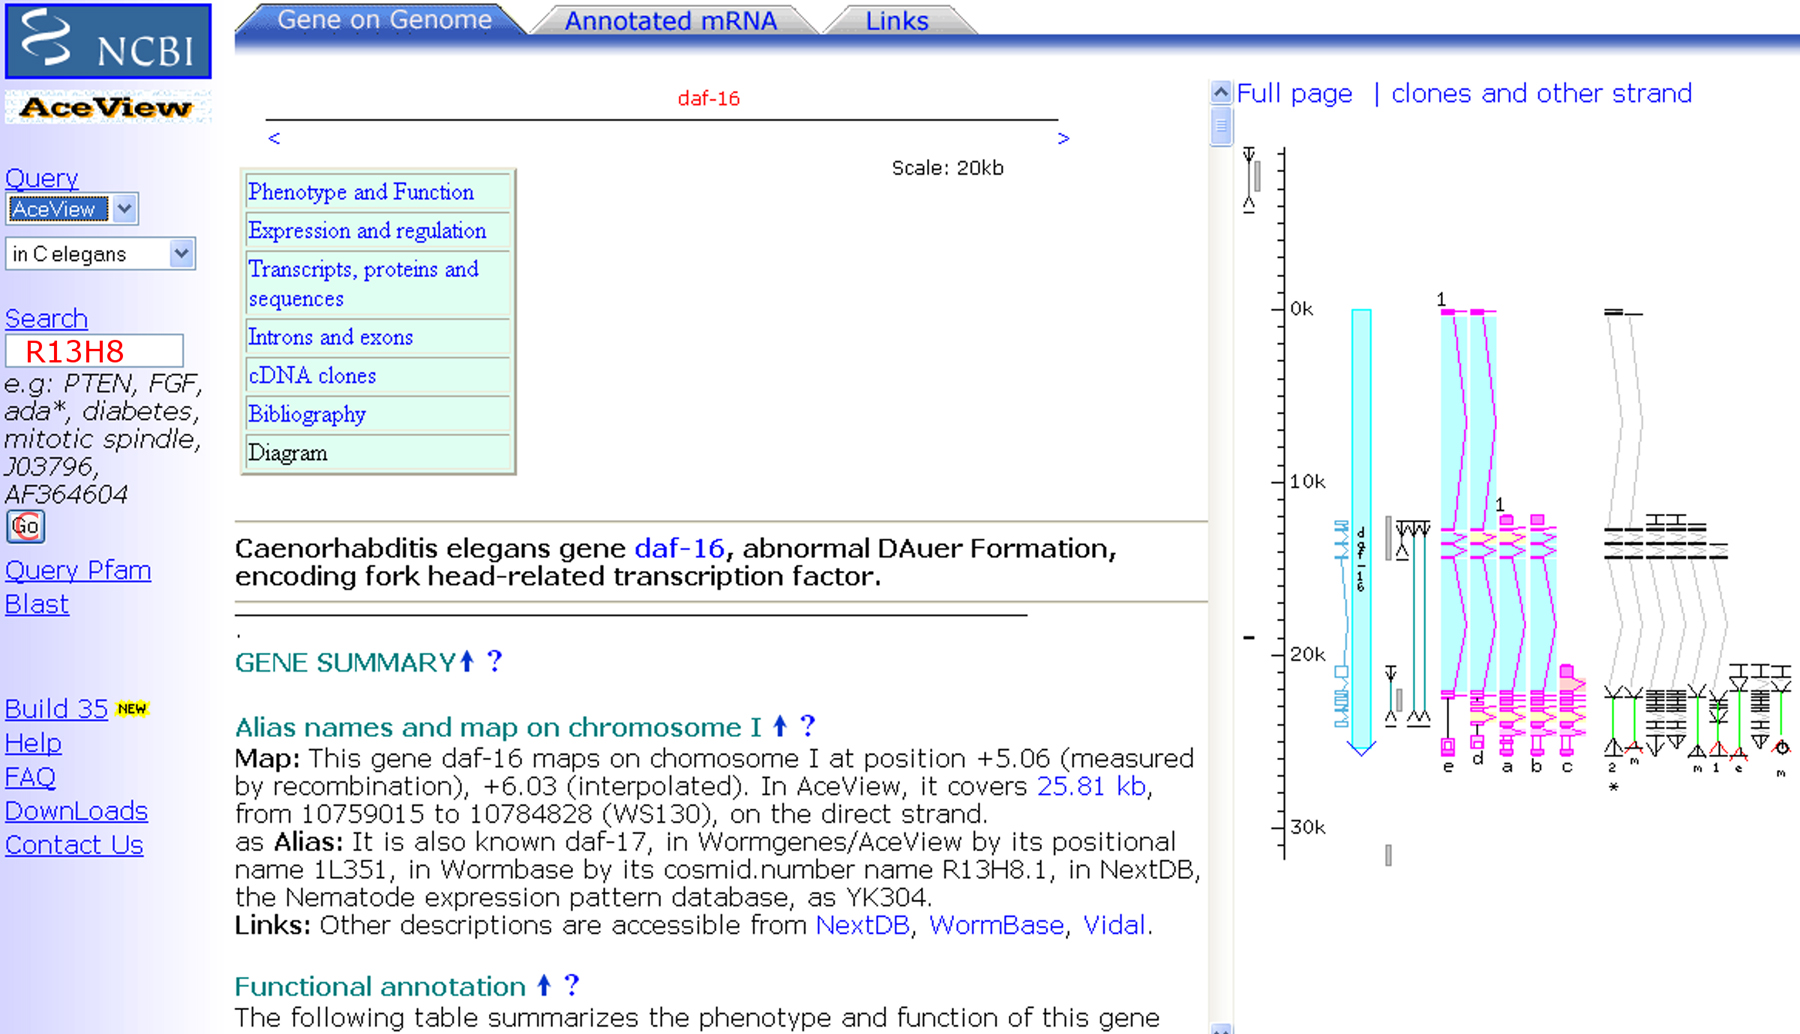 NCBI
AceView
Query
AceView
in C elegans
Search
R13H8
e.g: PTEN, FGF,
ada*, diabetes,
mitotic spindle,
J03796,
AF364604
Go
Query Pfam
Blast
Build 35 NEW
Help
FAQ
DownLoads
Contact Us
Gene on Genome
Annotated mRNA
Links
daf-16
< >
Scale: 20kb
Phenotype and Function
Expression and regulation
Transcripts, proteins and
sequences
Introns and exons
cDNA clones
Bibliography
Diagram
Caenorhabditis elegans gene daf-16, abnormal DAuer Formation,
encoding fork head-related transcription factor.
.
GENE SUMMARY ?
Alias names and map on chromosome I ?
Map: This gene daf-16 maps on chomosome I at position +5.06 (measured
by recombination), +6.03 (interpolated). In AceView, it covers 25.81 kb,
from 10759015 to 10784828 (WS130), on the direct strand.
as Alias: It is also known daf-17, in Wormgenes/AceView by its positional
name 1L351, in Wormbase by its cosmid.number name R13H8.1, in NextDB,
the Nematode expression pattern database, as YK304.
Links: Other descriptions are accessible from NextDB, WormBase, Vidal.
Functional annotation ?
The following table summarizes the phenotype and function of this gene
Full page | clones and other strand
0k
10k
20k
30k
daf-16
1
1
e d a b c
2 m m 1 e m
*